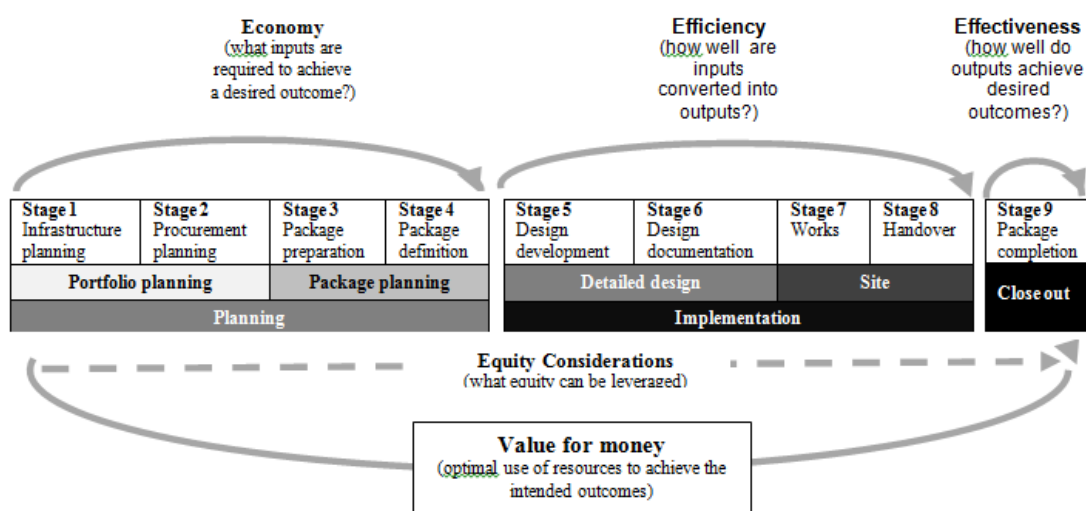 Economy
(what inputs are
required to achieve
a desired outcome?)
Efficiency
(how well are
inputs
converted into
outputs?)
Effectiveness
(how well do
outputs achieve
desired
outcomes?)
Stage 1
Infrastructure
planning
Stage 2
Procurement
planning
Stage 3
Package
preparation
Stage 4
Package
definition
Stage 5
Design
development
Stage 6
Design
documentation
Stage 7
Works
Stage 8
Handover
Stage 9
Package
completion
Portfolio planning
Package planning
Detailed design
Site
Close out
Planning
Implementation
Equity Considerations
(what equity can be leveraged)
Value for money
(optimal use of resources to achieve the
intended outcomes)